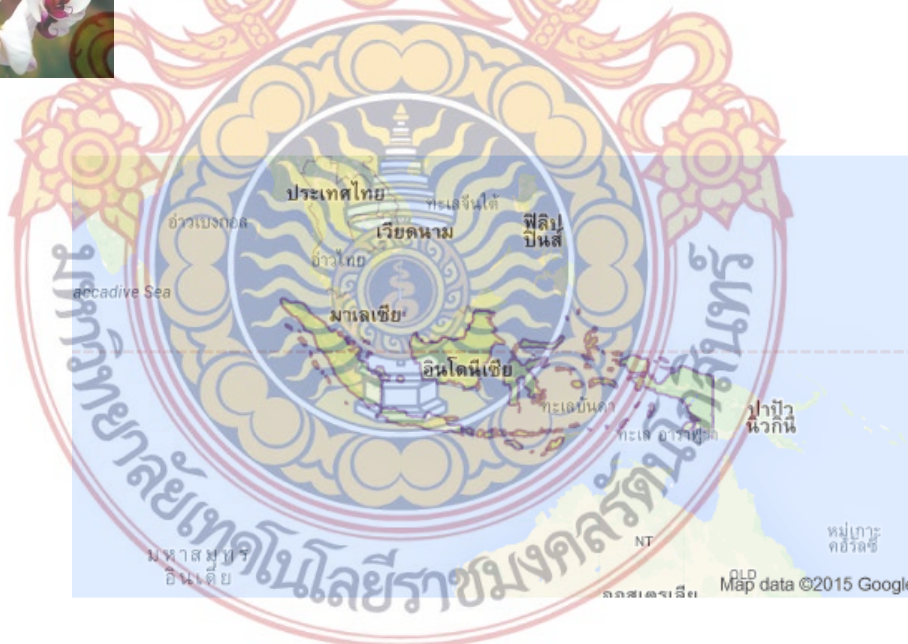 ประเทศไทย
ทะเลจีนใต้
อ่าวเบงกอล
ฟิลิป
ปินส์
เวียดนาม
อ่าวไทย
accadive Sea
มาเลเซีย
อินโดนีเซีย
ทะเลบันดา
ปาปัว
นิวกินี
ทะเล อาราฟูรา
หมู่เกาะ
คอรัลซี
NT
มหาสมุทร
อินเดีย
QLD
ออสเตรเลีย
Map data ©2015 Google
มหาวิทยาลัยเทคโนโลยีราชมงคลรัตนโกสินทร์